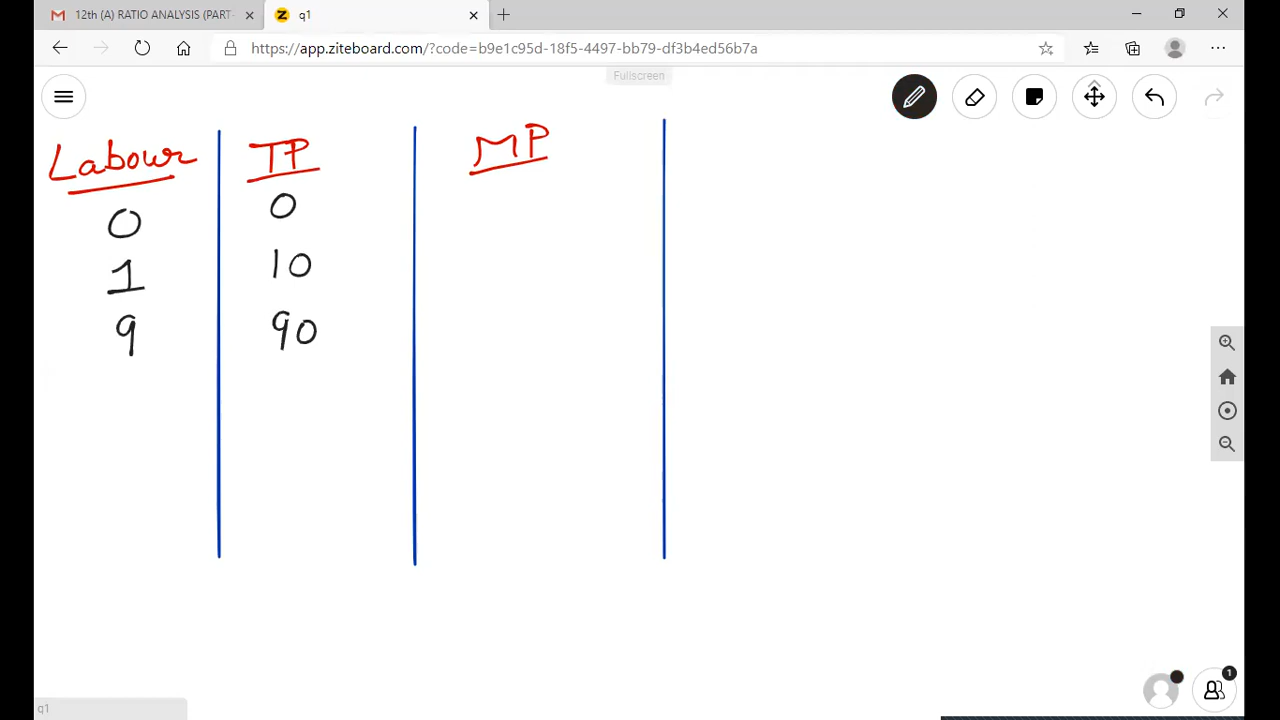 12th (A) RATIO ANALYSIS (PART-
q1
https://app.ziteboard.com/?code=b9e1c95d-18f5-4497-bb79-df3b4ed56b7a
Fullscreen
Labour TP MP
0 0
1 10
9 90
1
q1